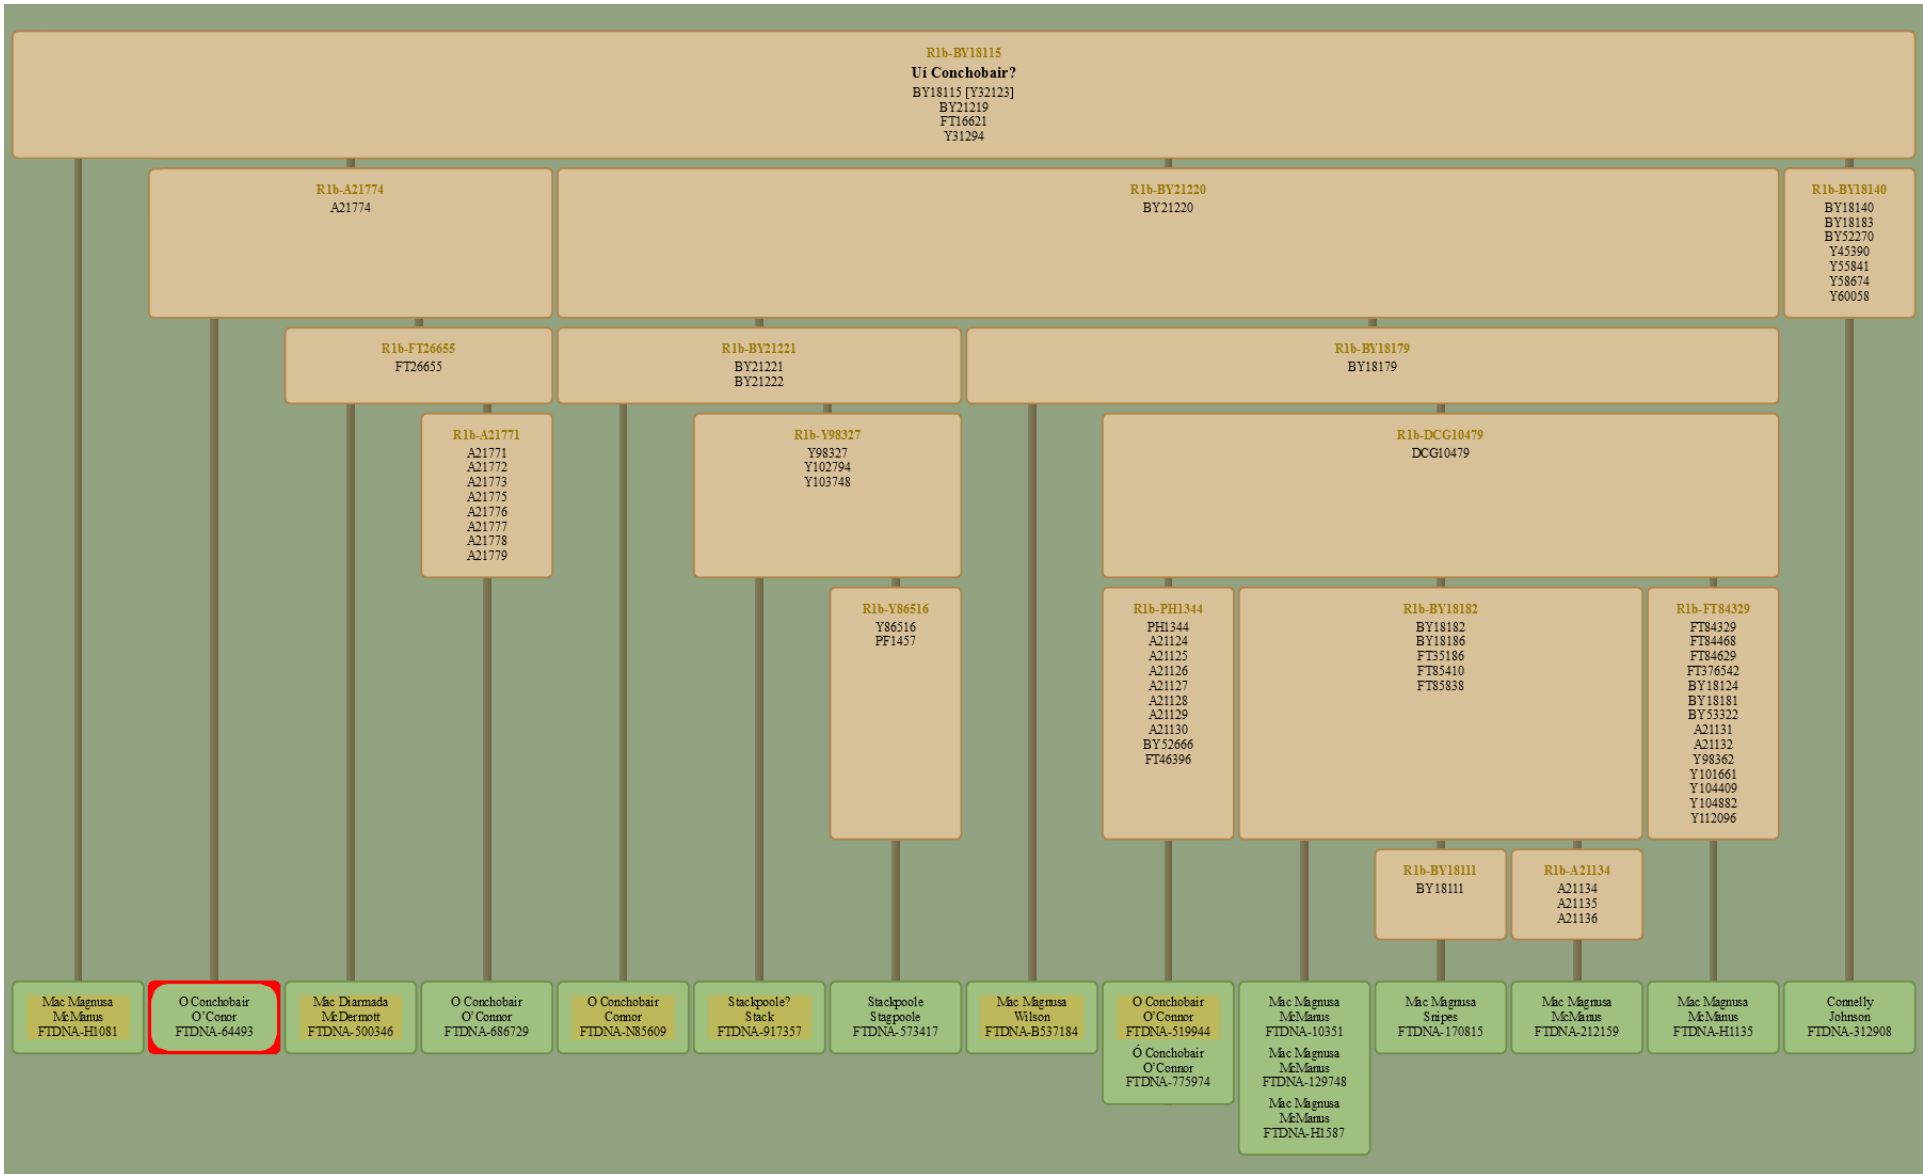 R1b-BY18115
Uí Conchobair?
BY18115 [Y32123]
BY21219
FT16621
Y31294
R1b-A21774
A21774
R1b-BY21220
BY21220
R1b-BY18140
BY18140
BY18183
BY52270
Y45390
Y55841
Y58674
Y60058
R1b-FT26655
FT26655
R1b-BY21221
BY21221
BY21222
R1b-BY18179
BY18179
R1b-A21771
A21771
A21772
A21773
A21775
A21776
A21777
A21778
A21779
R1b-Y98327
Y98327
Y102794
Y103748
R1b-DCG10479
DCG10479
R1b-Y86516
Y86516
PF1457
R1b-PH1344
PH1344
A21124
A21125
A21126
A21127
A21128
A21129
A21130
BY52666
FT46396
R1b-BY18182
BY18182
BY18186
FT35186
FT85410
FT85838
R1b-FT84329
FT84329
FT84468
FT84629
FT376542
BY18124
BY18181
BY53322
A21131
A21132
Y98362
Y101661
Y104409
Y104882
Y112096
R1b-BY18111
BY18111
R1b-A21134
A21134
A21135
A21136
Mac Magnusa
McManus
FTDNA-H1081
O Conchobair
O'Conor
FTDNA-64493
Mac Diarmada
McDermott
FTDNA-500346
O Conchobair
O'Connor
FTDNA-686729
O Conchobair
Connor
FTDNA-N85609
Stackpoole?
Stack
FTDNA-917357
Stackpoole
Stagpoole
FTDNA-573417
Mac Magnusa
Wilson
FTDNA-B537184
O Conchobair
O'Connor
FTDNA-519944
Ó Conchobair
O'Connor
FTDNA-775974
Mac Magnusa
McManus
FTDNA-10351
Mac Magnusa
McManus
FTDNA-129748
Mac Magnusa
McManus
FTDNA-H1587
Mac Magnusa
Snipes
FTDNA-170815
Mac Magnusa
McManus
FTDNA-212159
Mac Magnusa
McManus
FTDNA-H1135
Connelly
Johnson
FTDNA-312908